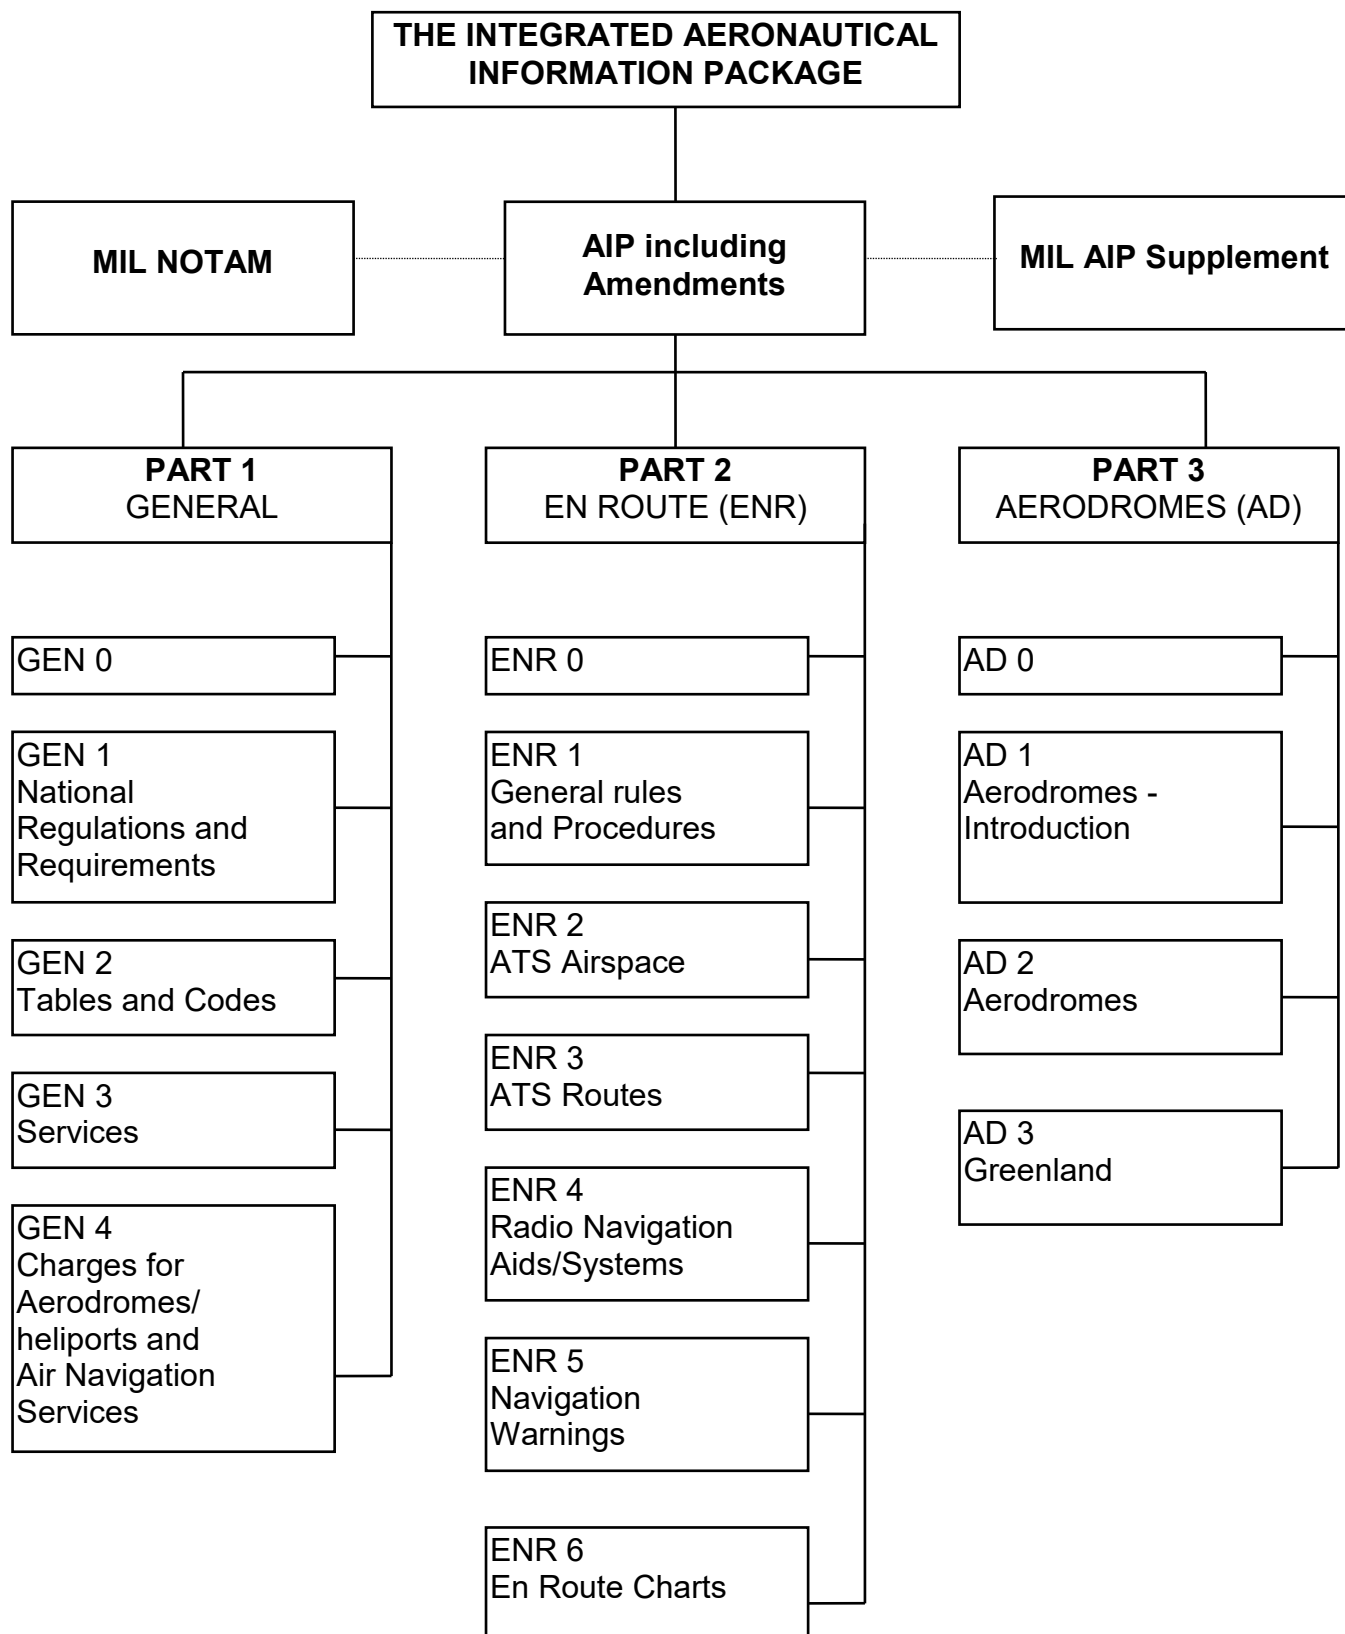 THE INTEGRATED AERONAUTICAL
INFORMATION PACKAGE
MIL NOTAM
AIP including
Amendments
MIL AIP Supplement
PART 1
GENERAL
PART 2
EN ROUTE (ENR)
PART 3
AERODROMES (AD)
GEN 0
GEN 1
National
Regulations and
Requirements
GEN 2
Tables and Codes
GEN 3
Services
GEN 4
Charges for
Aerodromes/
heliports and
Air Navigation
Services
ENR 0
ENR 1
General rules
and Procedures
ENR 2
ATS Airspace
ENR 3
ATS Routes
ENR 4
Radio Navigation
Aids/Systems
ENR 5
Navigation
Warnings
ENR 6
En Route Charts
AD 0
AD 1
Aerodromes -
Introduction
AD 2
Aerodromes
AD 3
Greenland